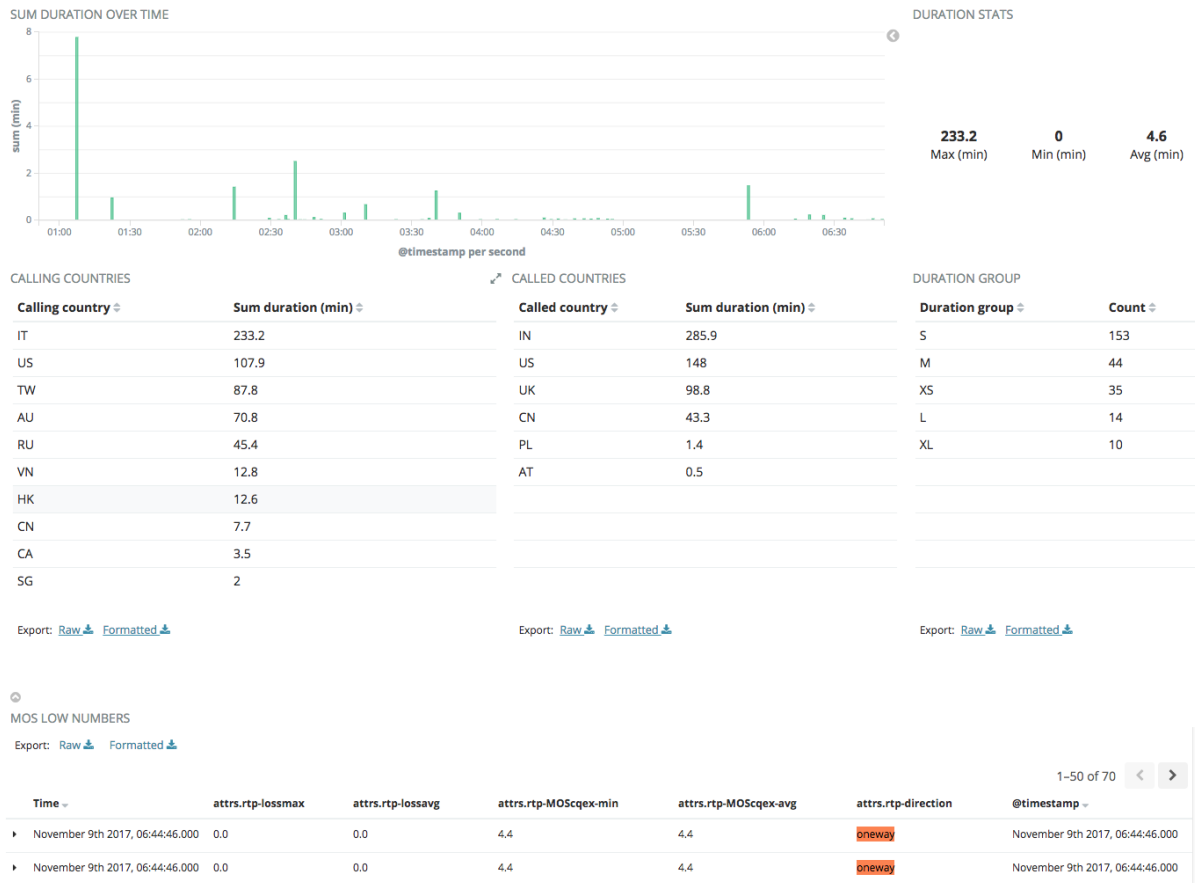 SUM DURATION OVER TIME
8
6
4
2
0
sum (min)
01:00 01:30 02:00 02:30 03:00 03:30 04:00 04:30 05:00 05:30 06:00 06:30
@timestamp per second
DURATION STATS
233.2 0 4.6
Max (min) Min (min) Avg (min)
CALLING COUNTRIES
Calling country Sum duration (min)
IT 233.2
US 107.9
TW 87.8
AU 70.8
RU 45.4
VN 12.8
HK 12.6
CN 7.7
CA 3.5
SG 2
Export: Raw Formatted
CALLED COUNTRIES
Called country Sum duration (min)
IN 285.9
US 148
UK 98.8
CN 43.3
PL 1.4
AT 0.5
Export: Raw Formatted
DURATION GROUP
Duration group Count
S 153
M 44
XS 35
L 14
XL 10
Export: Raw Formatted
MOS LOW NUMBERS
Export: Raw Formatted
1–50 of 70
Time attrs.rtp-lossmax attrs.rtp-lossavg attrs.rtp-MOScqex-min attrs.rtp-MOScqex-avg attrs.rtp-direction @timestamp
November 9th 2017, 06:44:46.000 0.0 0.0 4.4 4.4 oneway November 9th 2017, 06:44:46.000
November 9th 2017, 06:44:46.000 0.0 0.0 4.4 4.4 oneway November 9th 2017, 06:44:46.000